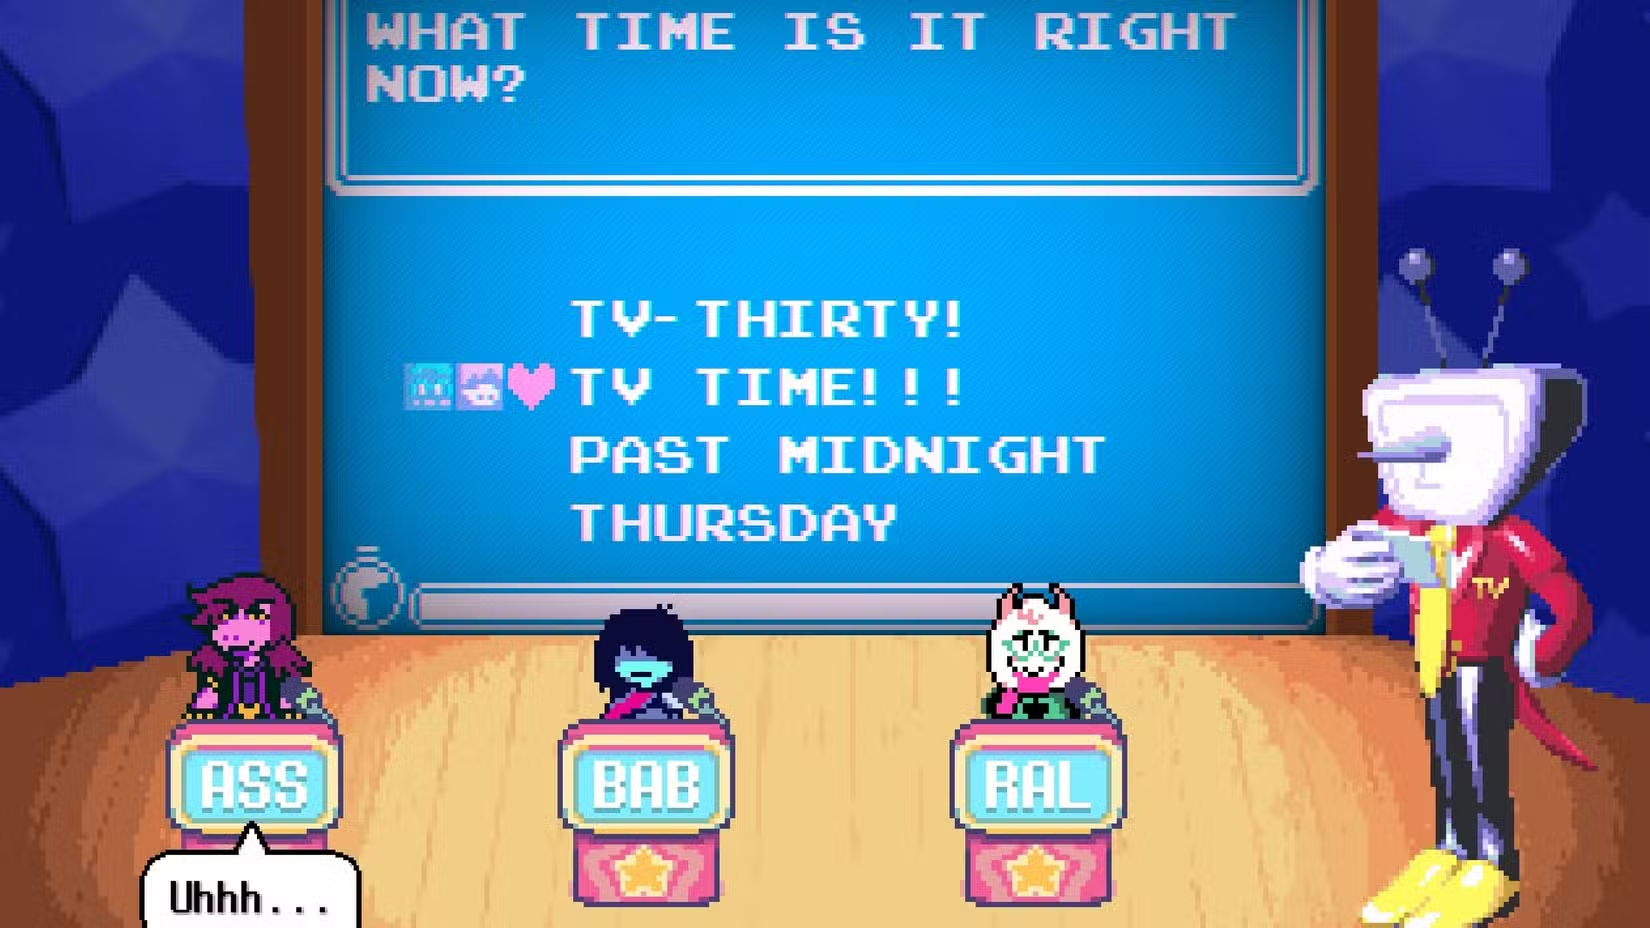 WHAT TIME IS IT RIGHT
NOW?
TV-THIRTY!
TV TIME!!!
PAST MIDNIGHT
THURSDAY
TV
ASS
BAB
RAL
Uhhh...